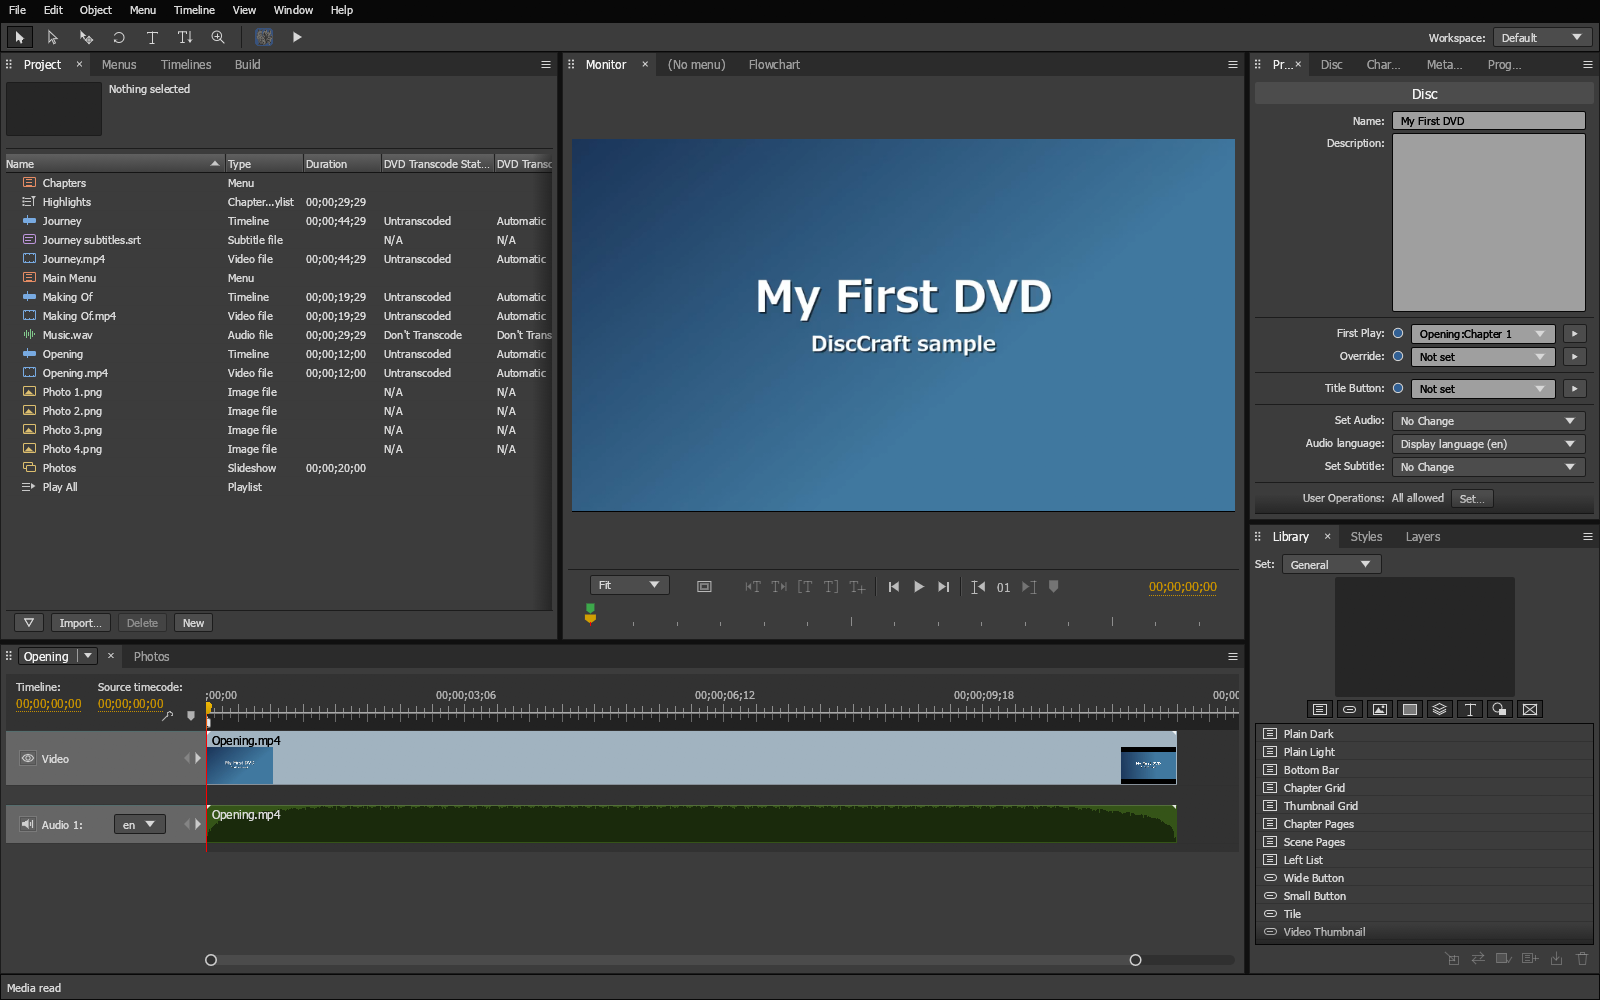 File Edit Object Menu Timeline View Window Help
Workspace: Default
Project × Menus Timelines Build
Nothing selected
Name Type Duration DVD Transcode Stat... DVD Transc
Chapters Menu
Highlights Chapter...ylist 00;00;29;29
Journey Timeline 00;00;44;29 Untranscoded Automatic
Journey subtitles.srt Subtitle file N/A N/A
Journey.mp4 Video file 00;00;44;29 Untranscoded Automatic
Main Menu Menu
Making Of Timeline 00;00;19;29 Untranscoded Automatic
Making Of.mp4 Video file 00;00;19;29 Untranscoded Automatic
Music.wav Audio file 00;00;29;29 Don't Transcode Don't Trans
Opening Timeline 00;00;12;00 Untranscoded Automatic
Opening.mp4 Video file 00;00;12;00 Untranscoded Automatic
Photo 1.png Image file N/A N/A
Photo 2.png Image file N/A N/A
Photo 3.png Image file N/A N/A
Photo 4.png Image file N/A N/A
Photos Slideshow 00;00;20;00
Play All Playlist
Import... Delete New
Monitor × (No menu) Flowchart
My First DVD
DiscCraft sample
Fit 01 00;00;00;00
Pr...× Disc Char... Meta... Prog...
Disc
Name: My First DVD
Description:
First Play: Opening:Chapter 1
Override: Not set
Title Button: Not set
Set Audio: No Change
Audio language: Display language (en)
Set Subtitle: No Change
User Operations: All allowed Set...
Library × Styles Layers
Set: General
Plain Dark
Plain Light
Bottom Bar
Chapter Grid
Thumbnail Grid
Chapter Pages
Scene Pages
Left List
Wide Button
Small Button
Tile
Video Thumbnail
Opening × Photos
Timeline: Source timecode:
00;00;00;00 00;00;00;00
;00;00 00;00;03;06 00;00;06;12 00;00;09;18 00;0
Video Opening.mp4
Audio 1: en Opening.mp4
Media read